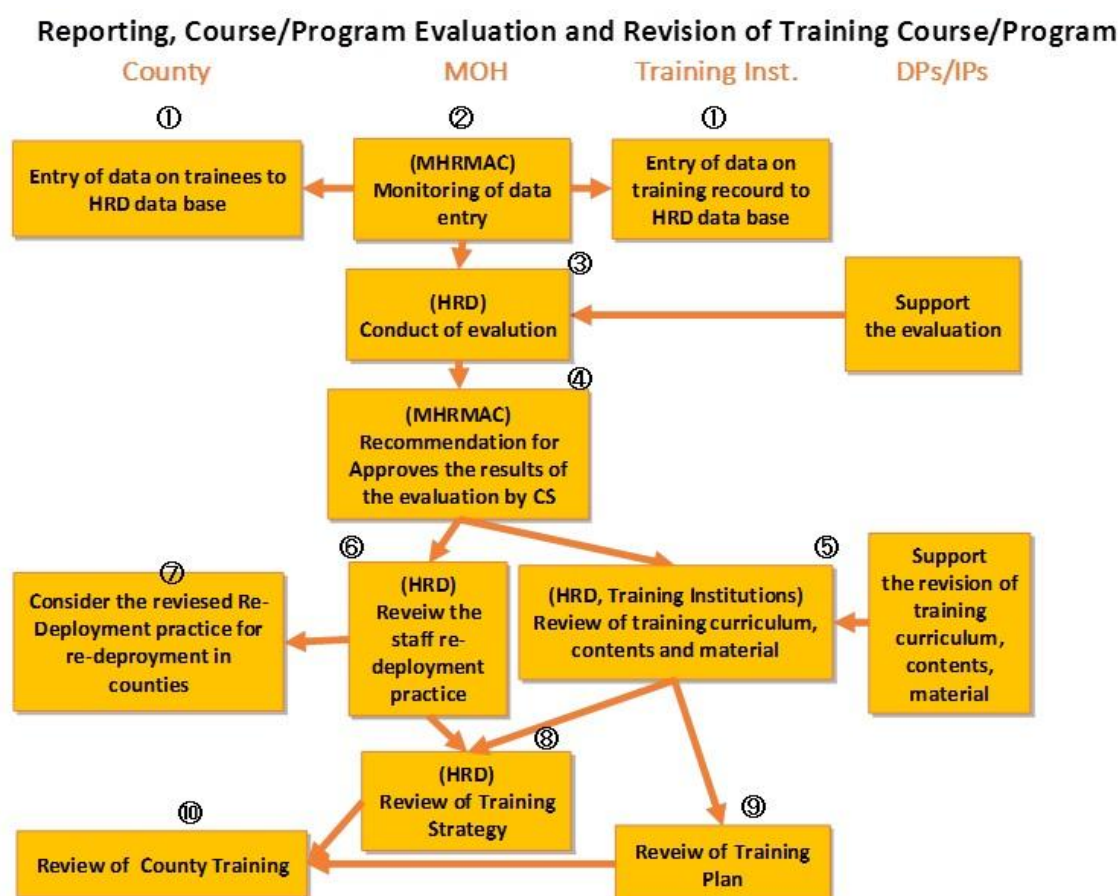 Reporting, Course/Program Evaluation and Revision of Training Course/Program
County
MOH
Training Inst.
DPs/IPs
①
②
①
Entry of data on trainees to
HRD data base
(MHRMAC)
Monitoring of data
entry
Entry of data on
training recourd to
HRD data base
③
(HRD)
Conduct of evalution
Support
the evaluation
④
(MHRMAC)
Recommendation for
Approves the results of
the evaluation by CS
⑥
⑤
⑦
Consider the reviesed Re-
Deployment practice for
re-deproyment in
counties
(HRD)
Reveiw the
staff re-
deployment
practice
(HRD, Training Institutions)
Review of training curriculum,
contents and material
Support
the revision of
training
curriculum,
contents,
material
⑧
(HRD)
Review of Training
Strategy
⑩
⑨
Review of  County Training
Reveiw of Training
Plan